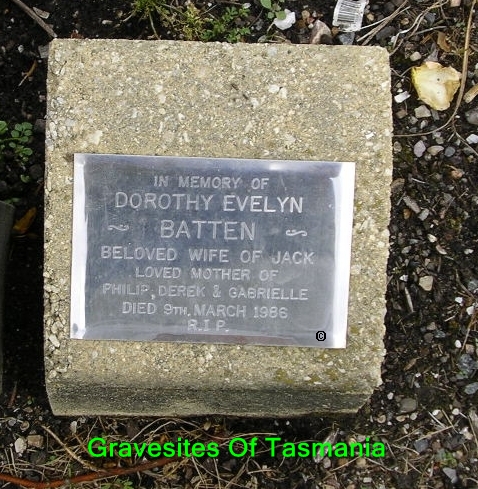 IN MEMORY OF
DOROTHY EVELYN
~ BATTEN ~
BELOVED WIFE OF JACK
LOVED MOTHER OF
PHILIP, DEREK & GABRIELLE
DIED 9TH. MARCH 1986
R.I.P.
©
Gravesites Of Tasmania